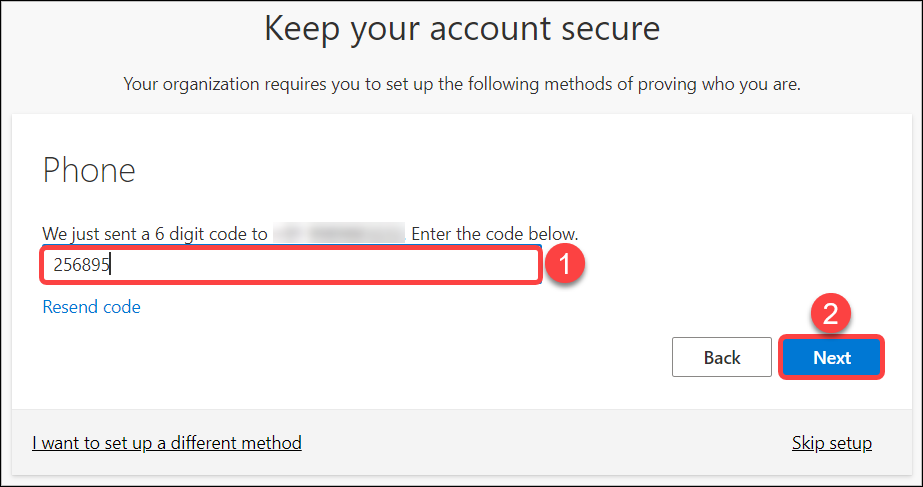 Keep your account secure
Your organization requires you to set up the following methods of proving who you are.
Phone
We just sent a 6 digit code to Enter the code below.
256895
1
Resend code
2
Back Next
I want to set up a different method Skip setup